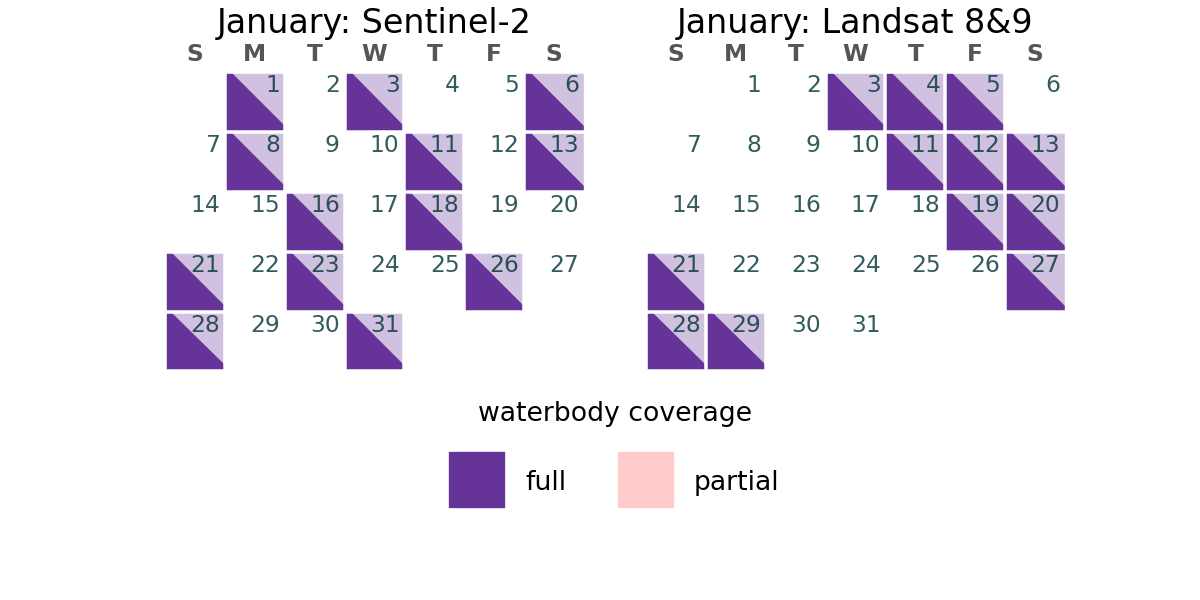 January: Sentinel-2
S M T W T F S
1 2 3 4 5 6
7 8 9 10 11 12 13
14 15 16 17 18 19 20
21 22 23 24 25 26 27
28 29 30 31
January: Landsat 8&9
S M T W T F S
1 2 3 4 5 6
7 8 9 10 11 12 13
14 15 16 17 18 19 20
21 22 23 24 25 26 27
28 29 30 31
waterbody coverage
full partial